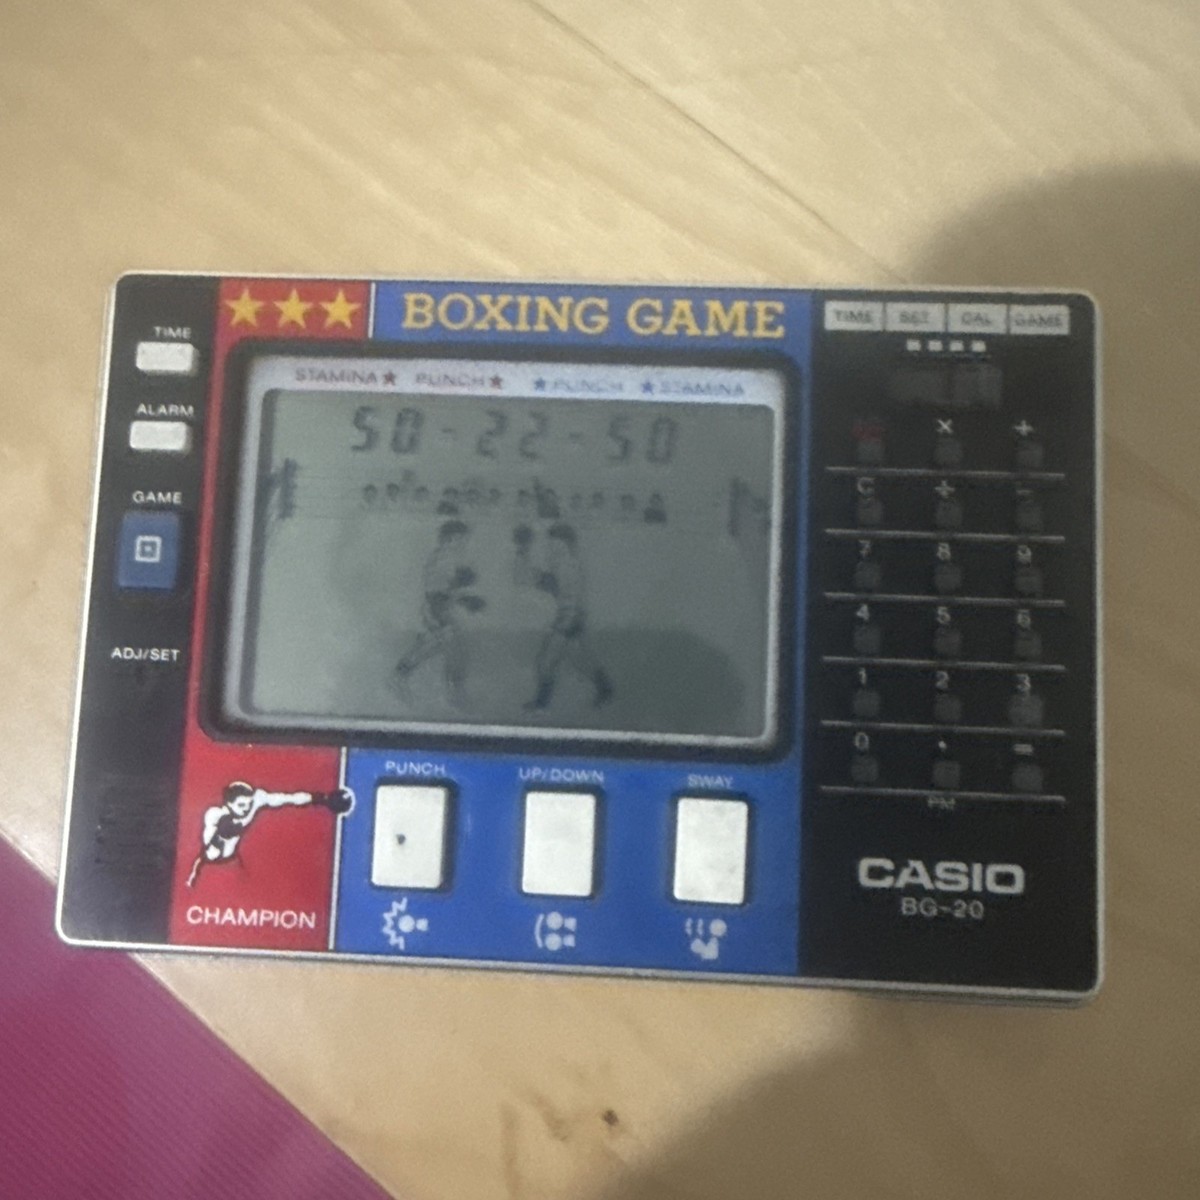 ★★★ BOXING GAME
TIME SET CAL GAME
STAMINA★ PUNCH★ ★PUNCH ★STAMINA
50-22-50
TIME
ALARM
GAME
ADJ/SET
× +
C ÷ −
7 8 9
4 5 6
1 2 3
0 . =
PM
PUNCH UP/DOWN SWAY
CHAMPION
CASIO
BG-20